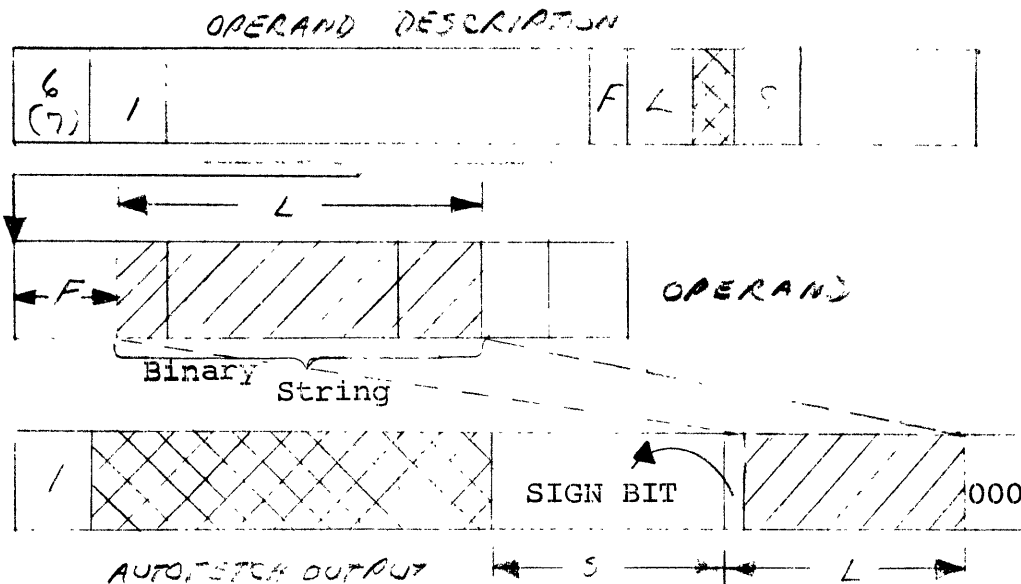 OPERAND DESCRIPTION
6
(7)
1
F
L
S
L
F
OPERAND
Binary
String
1
SIGN BIT
000
AUTOFETCH OUTPUT
S
L